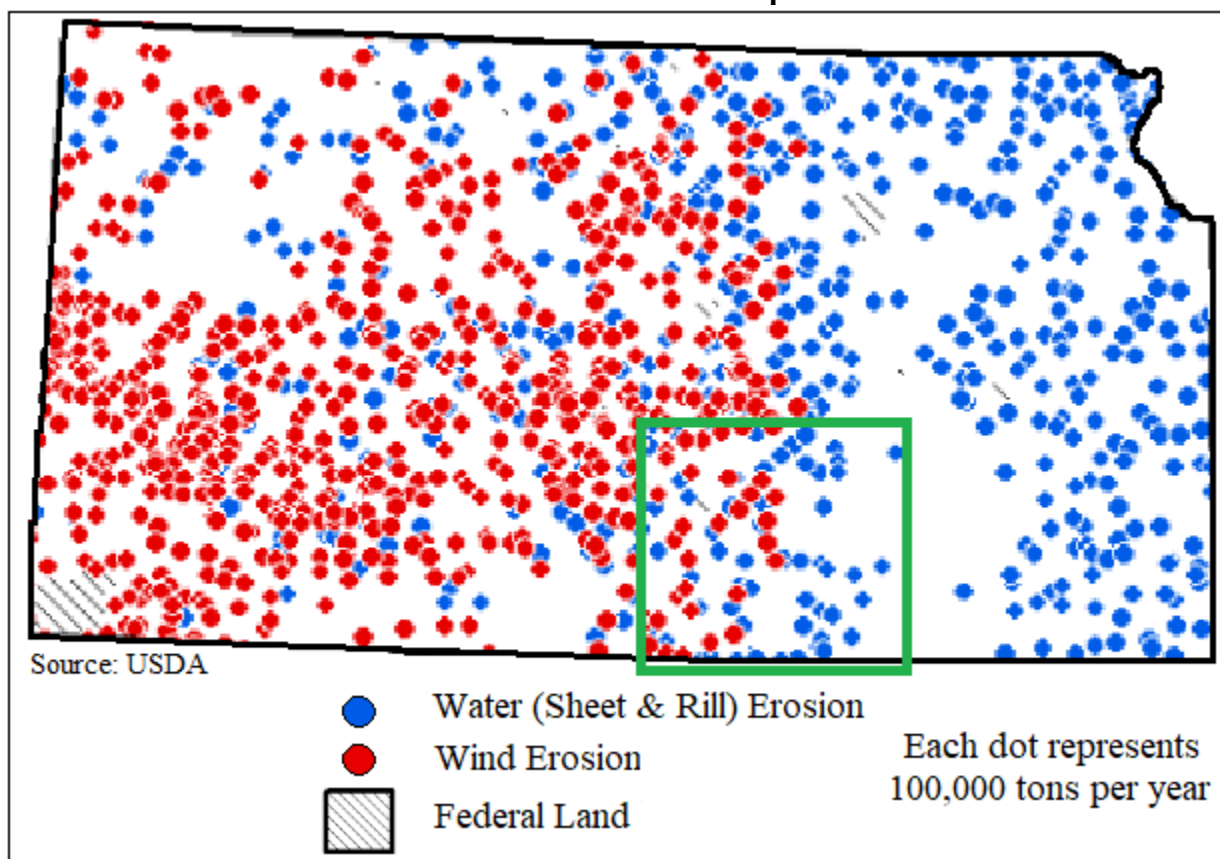 Source: USDA
Water (Sheet & Rill) Erosion
Wind Erosion
Federal Land
Each dot represents
100,000 tons per year